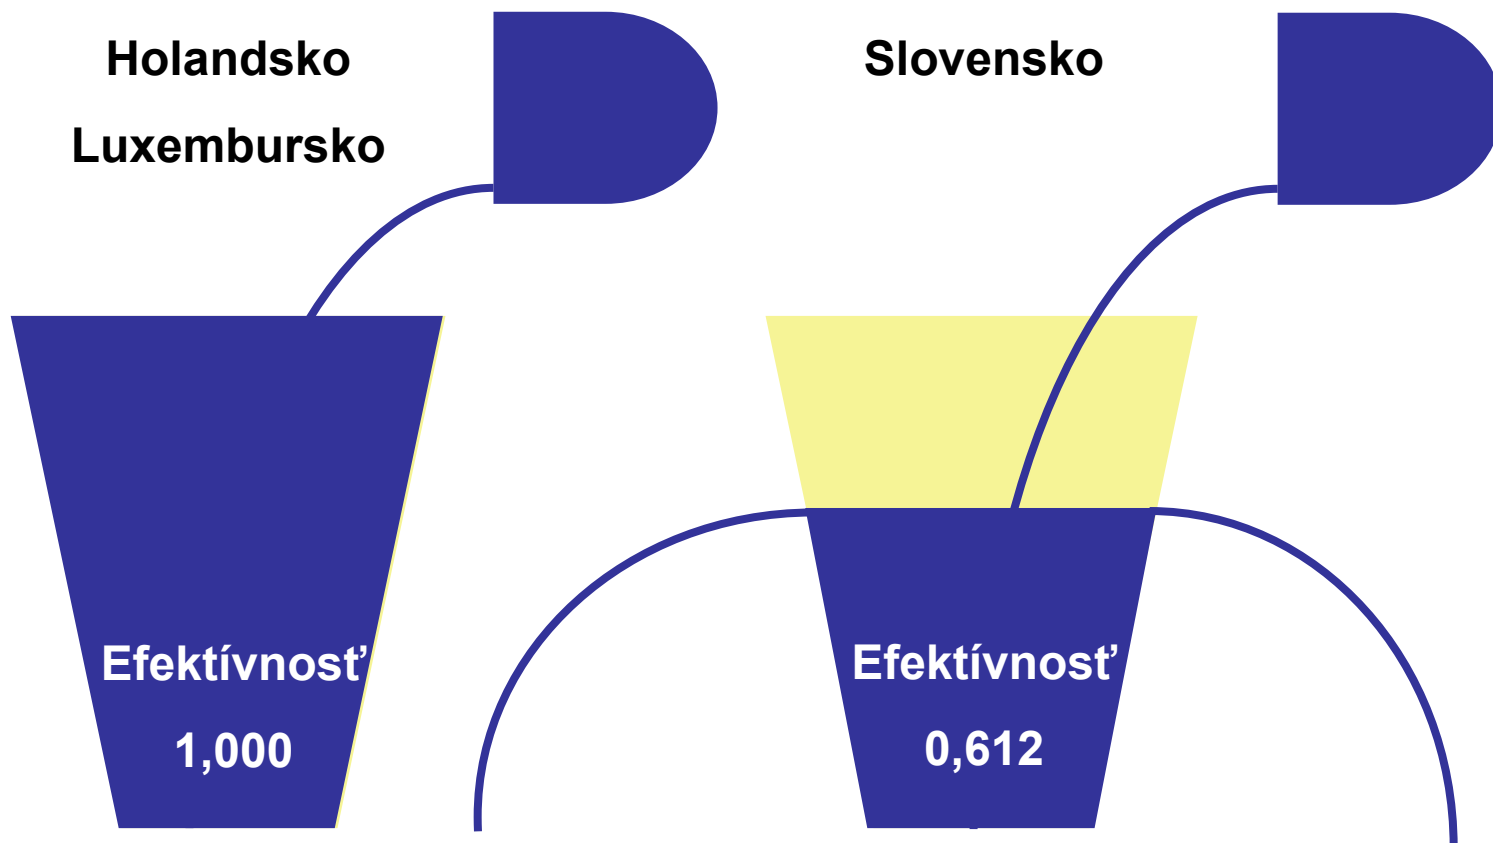 Holandsko
Luxembursko
Efektívnosť
1,000
Slovensko
Efektívnosť
0,612